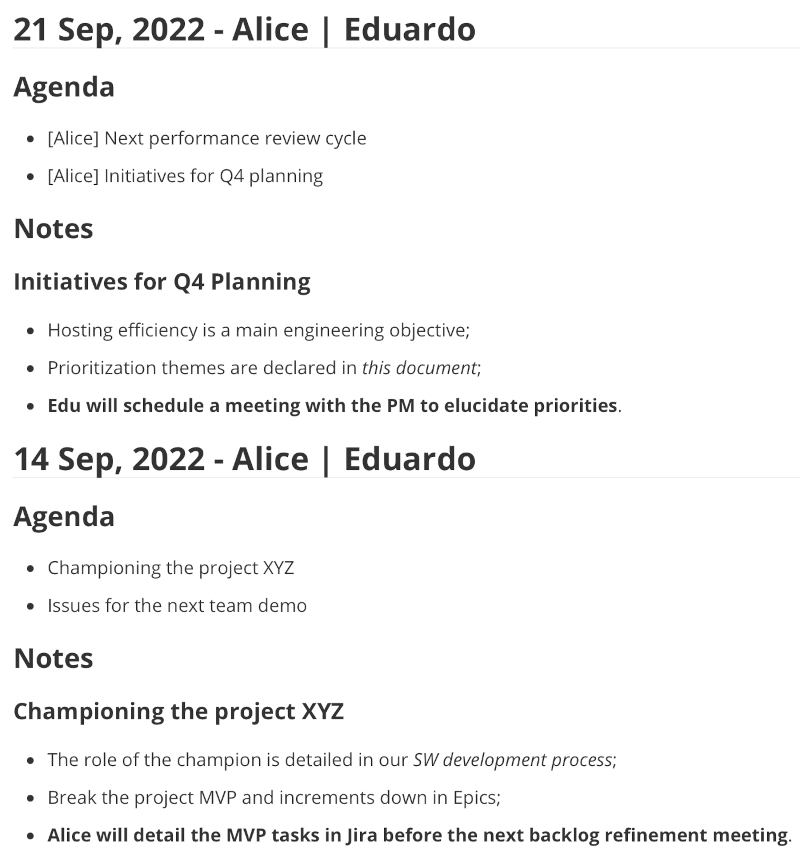 21 Sep, 2022 - Alice | Eduardo
Agenda
• [Alice] Next performance review cycle
• [Alice] Initiatives for Q4 planning
Notes
Initiatives for Q4 Planning
• Hosting efficiency is a main engineering objective;
• Prioritization themes are declared in this document;
• Edu will schedule a meeting with the PM to elucidate priorities.
14 Sep, 2022 - Alice | Eduardo
Agenda
• Championing the project XYZ
• Issues for the next team demo
Notes
Championing the project XYZ
• The role of the champion is detailed in our SW development process;
• Break the project MVP and increments down in Epics;
• Alice will detail the MVP tasks in Jira before the next backlog refinement meeting.